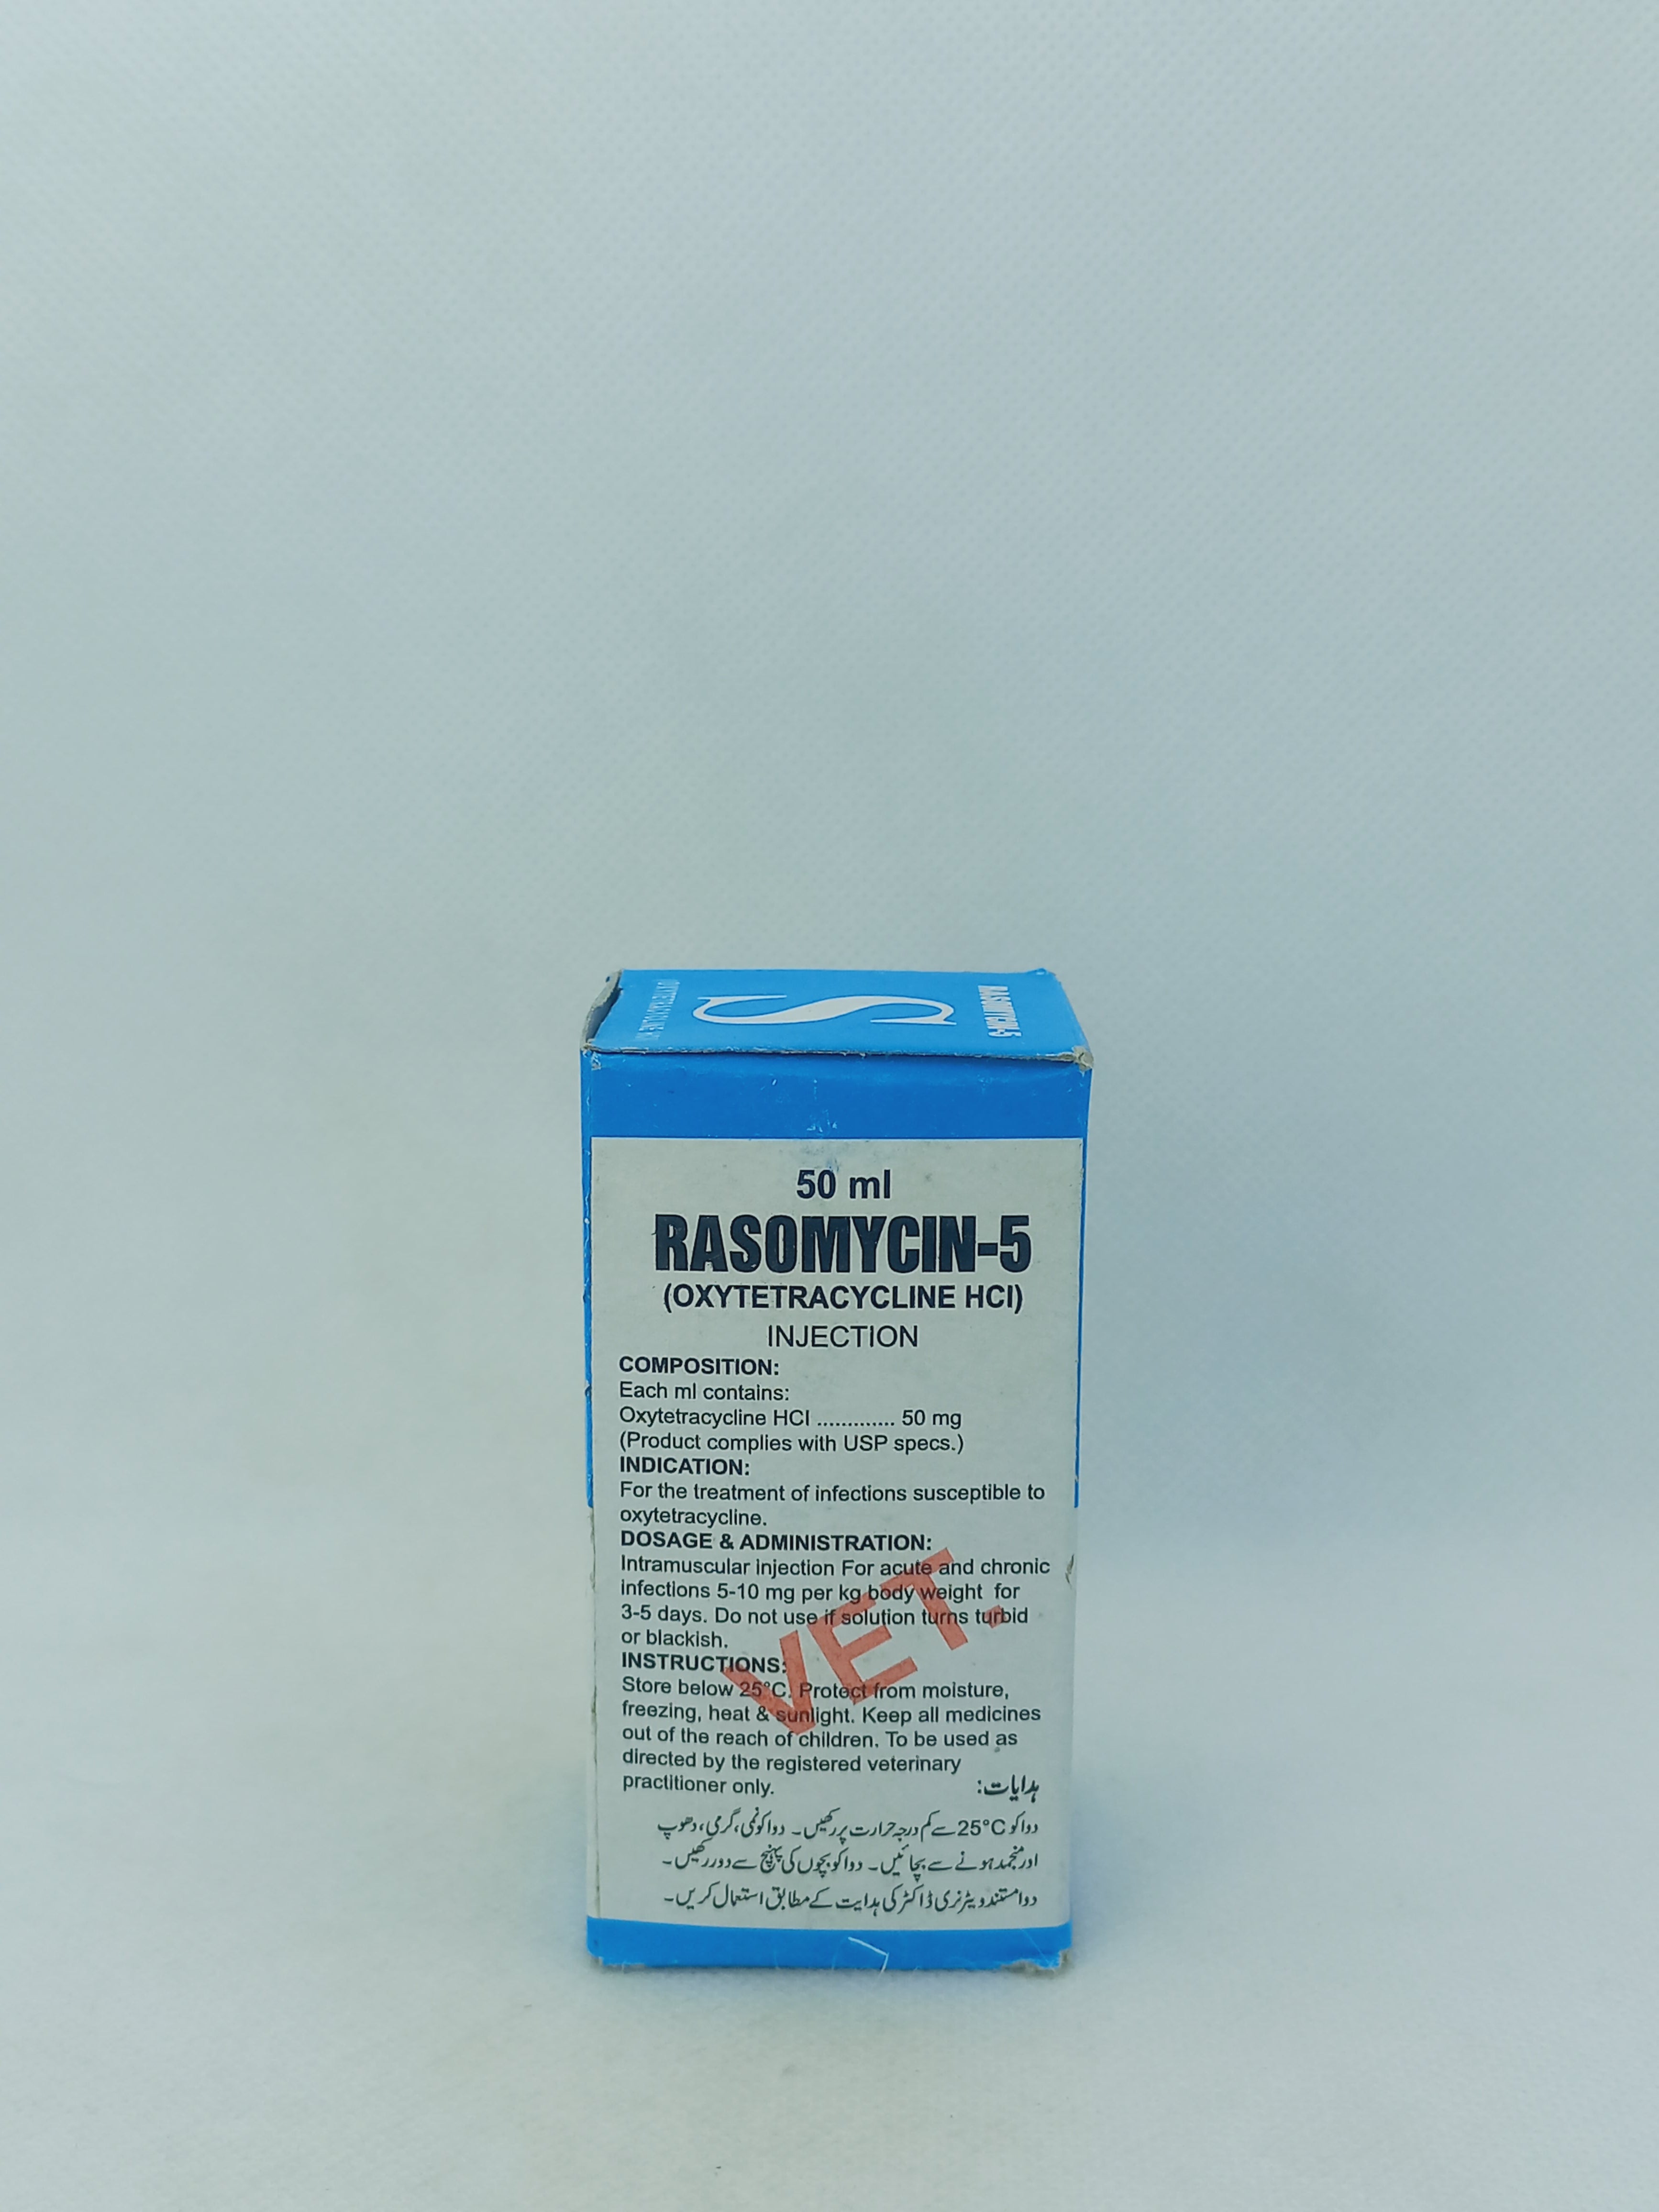 RASOMYCIN-5
S
50 ml
RASOMYCIN-5
(OXYTETRACYCLINE HCl)
INJECTION
COMPOSITION:
Each ml contains:
Oxytetracycline HCl ............. 50 mg
(Product complies with USP specs.)
INDICATION:
For the treatment of infections susceptible to
oxytetracycline.
DOSAGE & ADMINISTRATION:
Intramuscular injection For acute and chronic
infections 5-10 mg per kg body weight for
3-5 days. Do not use if solution turns turbid
or blackish.
INSTRUCTIONS:
Store below 25°C. Protect from moisture,
freezing, heat & sunlight. Keep all medicines
out of the reach of children. To be used as
directed by the registered veterinary
practitioner only.
VET.
ہدایات:
دوا کو 25°C سے کم درجہ حرارت پر رکھیں۔ دوا کو نمی، گرمی، دھوپ
اور منجمد ہونے سے بچائیں۔ دوا کو بچوں کی پہنچ سے دور رکھیں۔
دوا مستند ویٹرنری ڈاکٹر کی ہدایت کے مطابق استعمال کریں۔